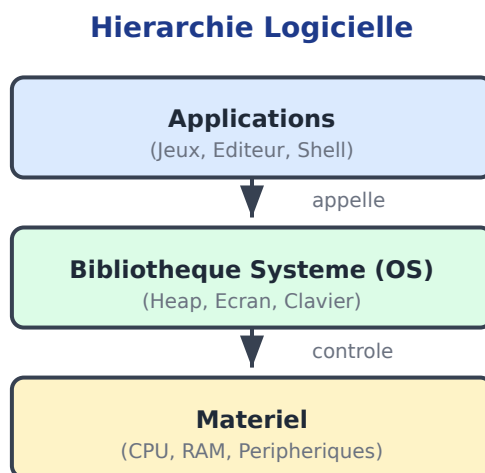 Hierarchie Logicielle
Applications
(Jeux, Editeur, Shell)
appelle
Bibliotheque Systeme (OS)
(Heap, Ecran, Clavier)
controle
Materiel
(CPU, RAM, Peripheriques)